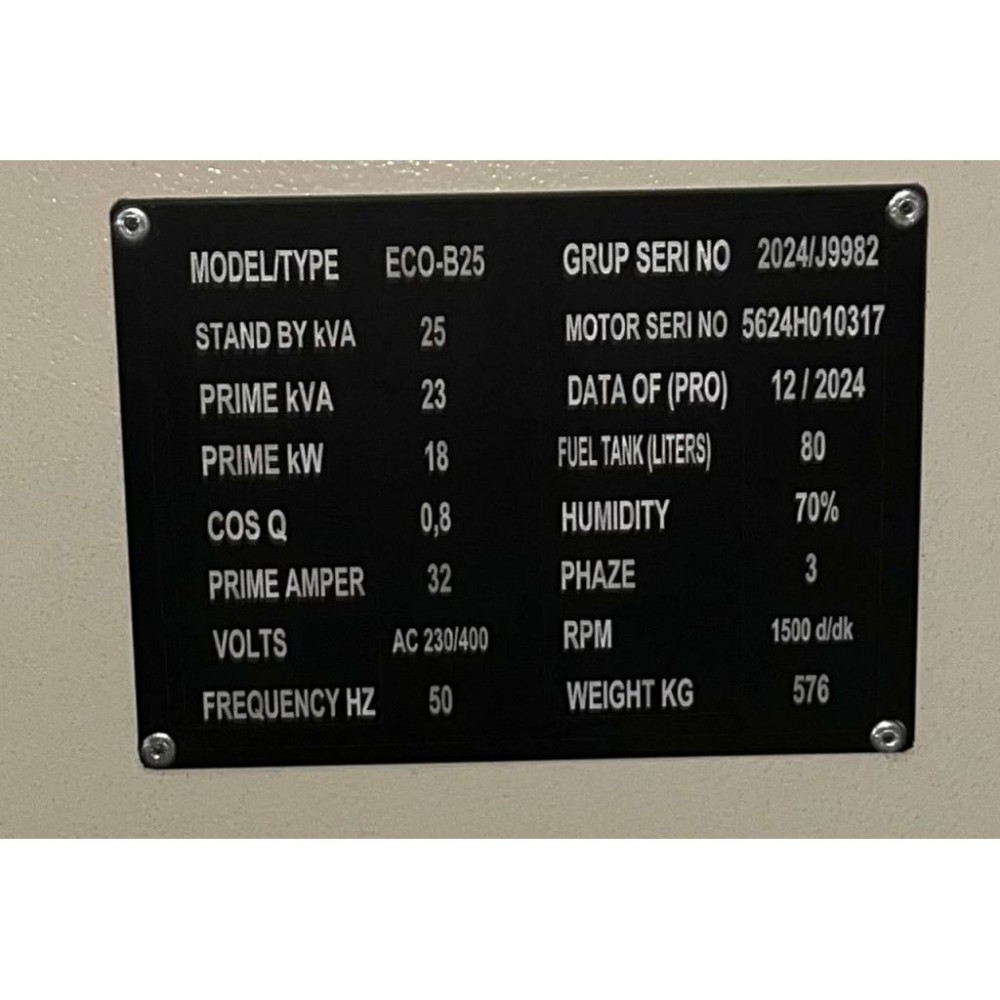 MODEL/TYPE ECO-B25
STAND BY kVA 25
PRIME kVA 23
PRIME kW 18
COS Q 0,8
PRIME AMPER 32
VOLTS AC 230/400
FREQUENCY HZ 50
GRUP SERI NO 2024/J9982
MOTOR SERI NO 5624H010317
DATA OF (PRO) 12 / 2024
FUEL TANK (LITERS) 80
HUMIDITY 70%
PHAZE 3
RPM 1500 d/dk
WEIGHT KG 576